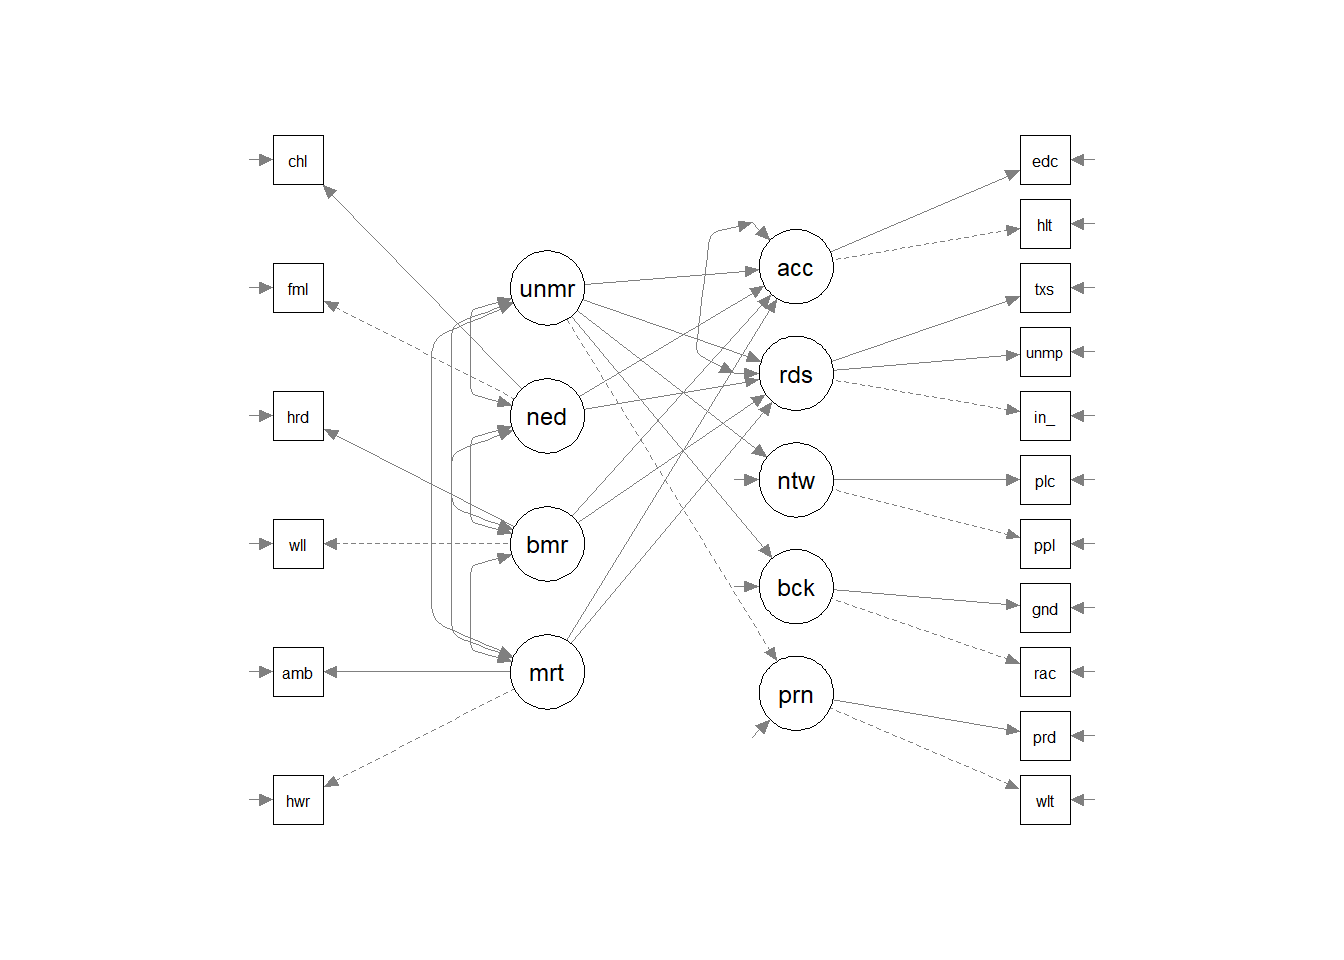 chl
fml
hrd
wll
amb
hwr
unmr
ned
bmr
mrt
acc
rds
ntw
bck
prn
edc
hlt
txs
unmp
in_
plc
ppl
gnd
rac
prd
wlt